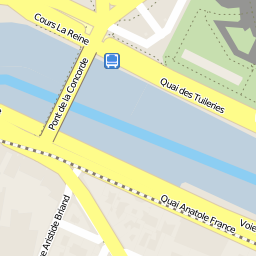 Cours La Reine
Quai des Tuileries
Pont de la Concorde
Quai Anatole France
Voie
Aristide Briand